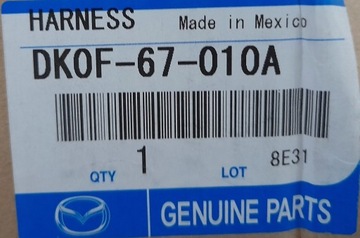 HARNESS Made in Mexico
DK0F-67-010A
QTY 1 LOT 8E31
GENUINE PARTS